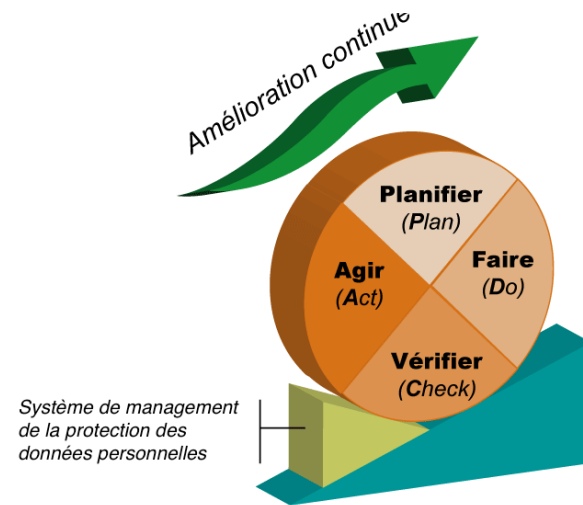 Amélioration continue
Planifier
(Plan)
Faire
(Do)
Agir
(Act)
Vérifier
(Check)
Système de management
de la protection des
données personnelles